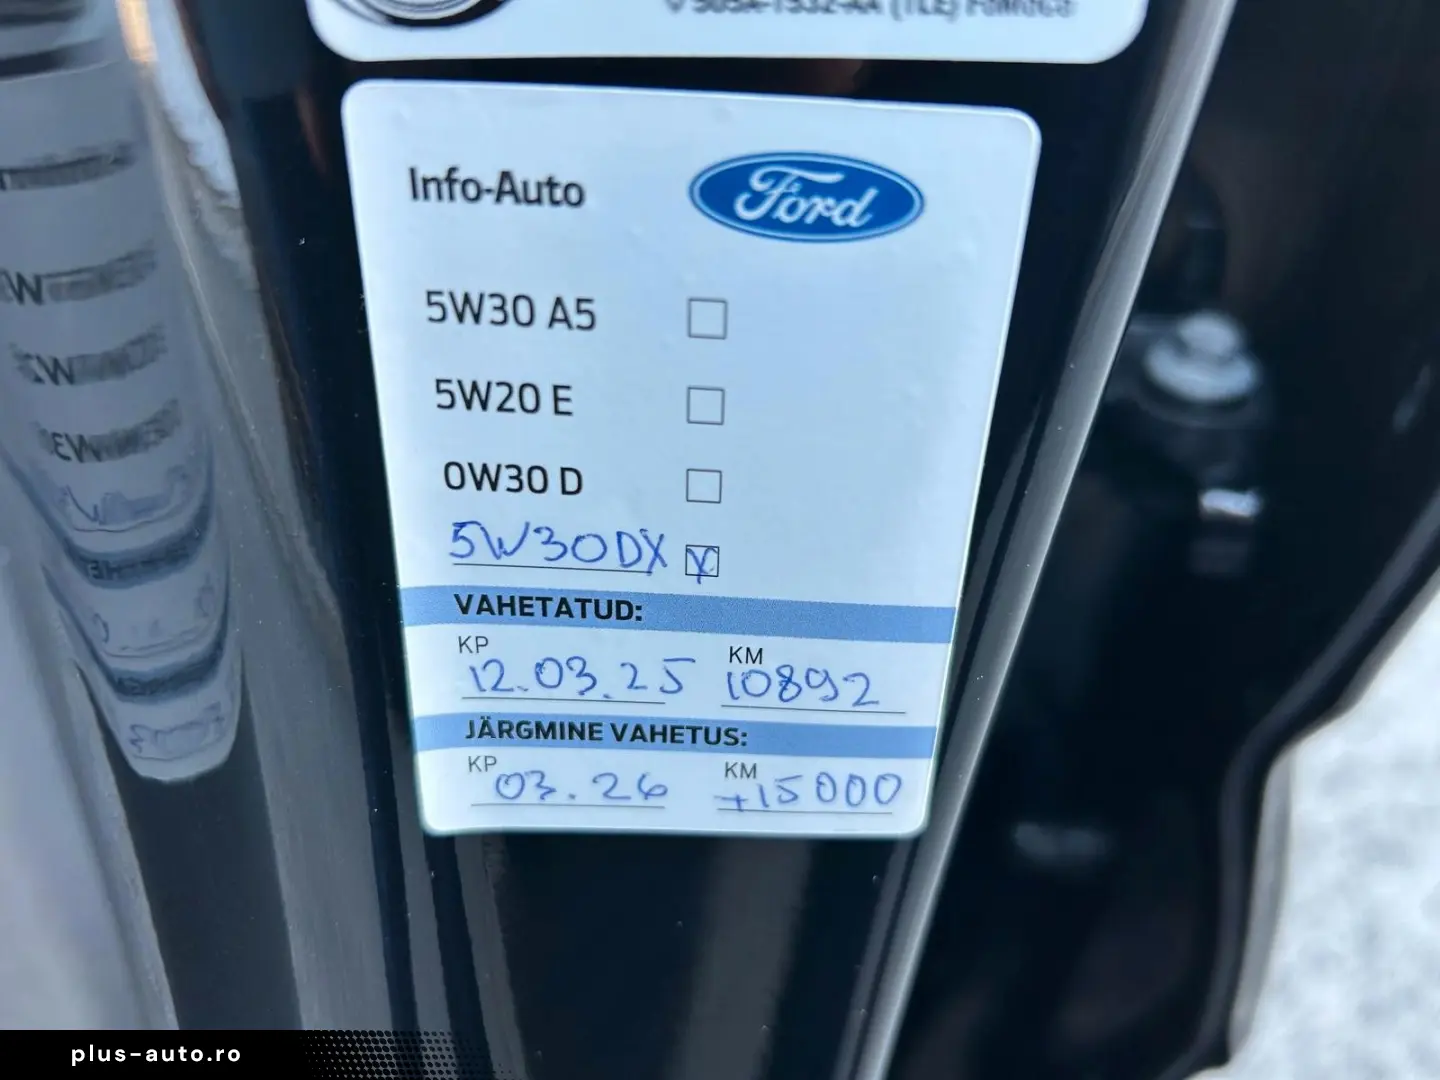 Info-Auto
Ford
5W30 A5
5W20 E
0W30 D
5W30DX X
VAHETATUD:
KP 12.03.25 KM 10892
JÄRGMINE VAHETUS:
KP 03.26 KM +15000
plus-auto.ro